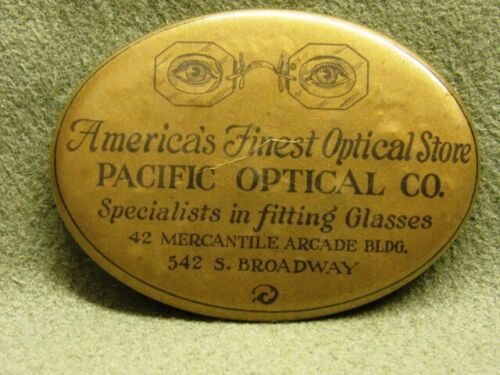 America's Finest Optical Store
PACIFIC OPTICAL CO.
Specialists in fitting Glasses
42 MERCANTILE ARCADE BLDG.
542 S. BROADWAY